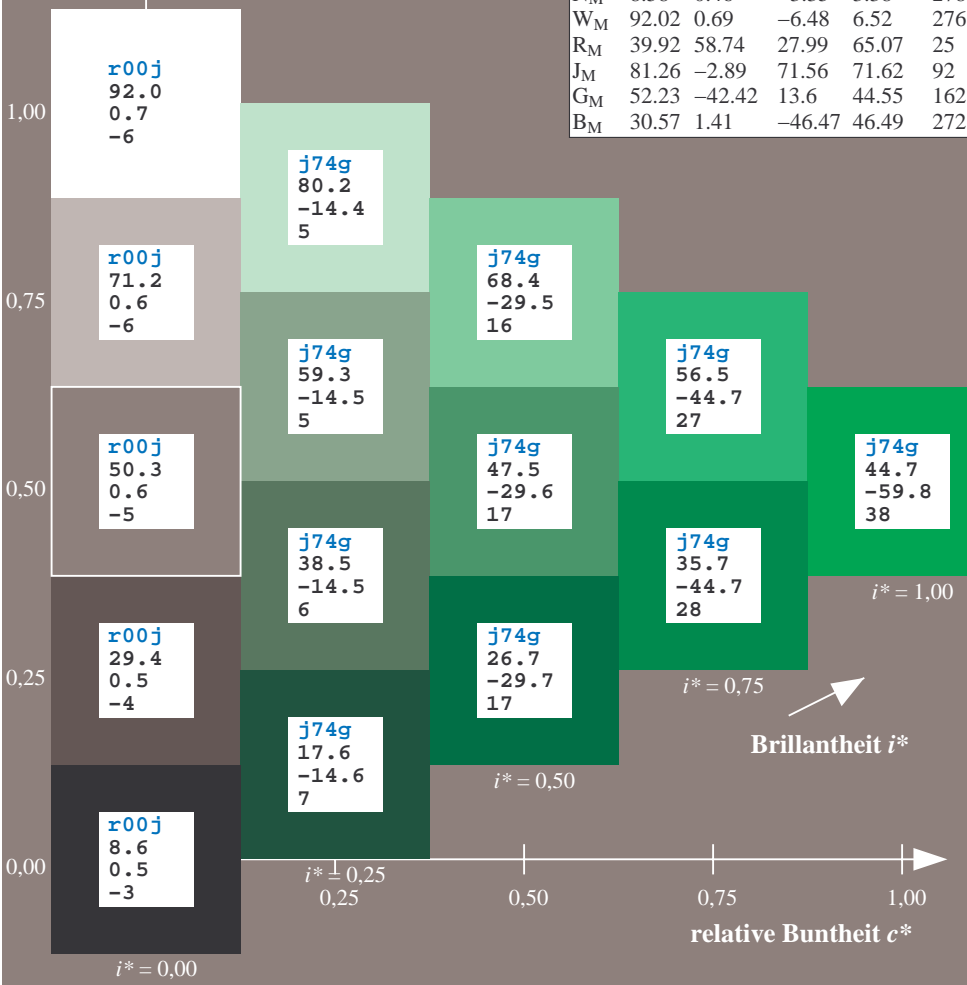 W_M 92.02 0.69 −6.48 6.52 276
R_M 39.92 58.74 27.99 65.07 25
J_M 81.26 −2.89 71.56 71.62 92
G_M 52.23 −42.42 13.6 44.55 162
B_M 30.57 1.41 −46.47 46.49 272
1,00
r00j
92.0
0.7
−6
j74g
80.2
−14.4
5
0,75
r00j
71.2
0.6
−6
j74g
68.4
−29.5
16
j74g
59.3
−14.5
5
j74g
56.5
−44.7
27
0,50
r00j
50.3
0.6
−5
j74g
47.5
−29.6
17
j74g
44.7
−59.8
38
i* = 1,00
j74g
38.5
−14.5
6
j74g
35.7
−44.7
28
i* = 0,75
0,25
r00j
29.4
0.5
−4
j74g
26.7
−29.7
17
i* = 0,50
Brillantheit i*
j74g
17.6
−14.6
7
i* = 0,25
0,00
r00j
8.6
0.5
−3
i* = 0,00
0,25 0,50 0,75 1,00
relative Buntheit c*